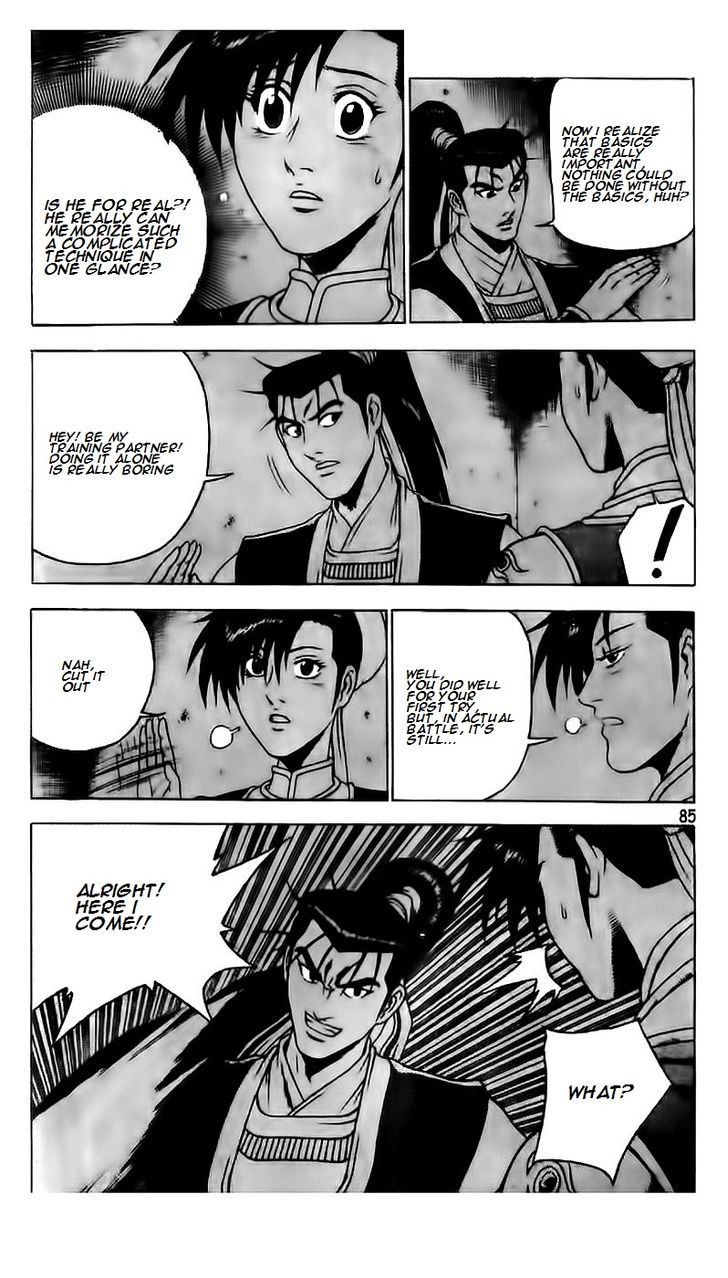 IS HE FOR REAL?!
HE REALLY CAN
MEMORIZE SUCH
A COMPLICATED
TECHNIQUE IN
ONE GLANCE?
NOW I REALIZE
THAT BASICS
ARE REALLY
IMPORTANT,
NOTHING COULD
BE DONE WITHOUT
THE BASICS, HUH?
HEY! BE MY
TRAINING PARTNER!
DOING IT ALONE
IS REALLY BORING
!
NAH,
CUT IT
OUT
WELL,
YOU DID WELL
FOR YOUR
FIRST TRY,
BUT, IN ACTUAL
BATTLE, IT'S
STILL...
85
ALRIGHT!
HERE I
COME!!
WHAT?